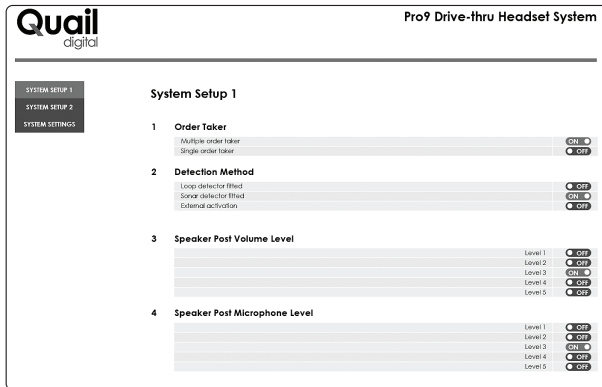 Quail
digital
Pro9 Drive-thru Headset System
SYSTEM SETUP 1
SYSTEM SETUP 2
SYSTEM SETTINGS
System Setup 1
1 Order Taker
Multiple order taker ON
Single order taker OFF
2 Detection Method
Loop detector fitted OFF
Sonar detector fitted ON
External activation OFF
3 Speaker Post Volume Level
Level 1 OFF
Level 2 OFF
Level 3 ON
Level 4 OFF
Level 5 OFF
4 Speaker Post Microphone Level
Level 1 OFF
Level 2 OFF
Level 3 ON
Level 4 OFF
Level 5 OFF